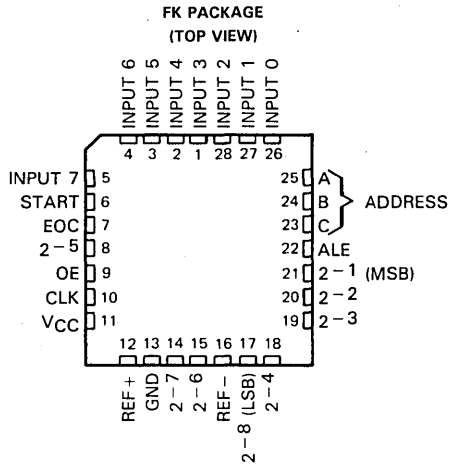 FK PACKAGE
(TOP VIEW)
INPUT 6
INPUT 5
INPUT 4
INPUT 3
INPUT 2
INPUT 1
INPUT 0
4 3 2 1 28 27 26
INPUT 7 5
START 6
EOC 7
2-5 8
OE 9
CLK 10
VCC 11
25 A
24 B
23 C
ADDRESS
22 ALE
21 2-1 (MSB)
20 2-2
19 2-3
12 13 14 15 16 17 18
REF+
GND
2-7
2-6
REF-
2-8 (LSB)
2-4